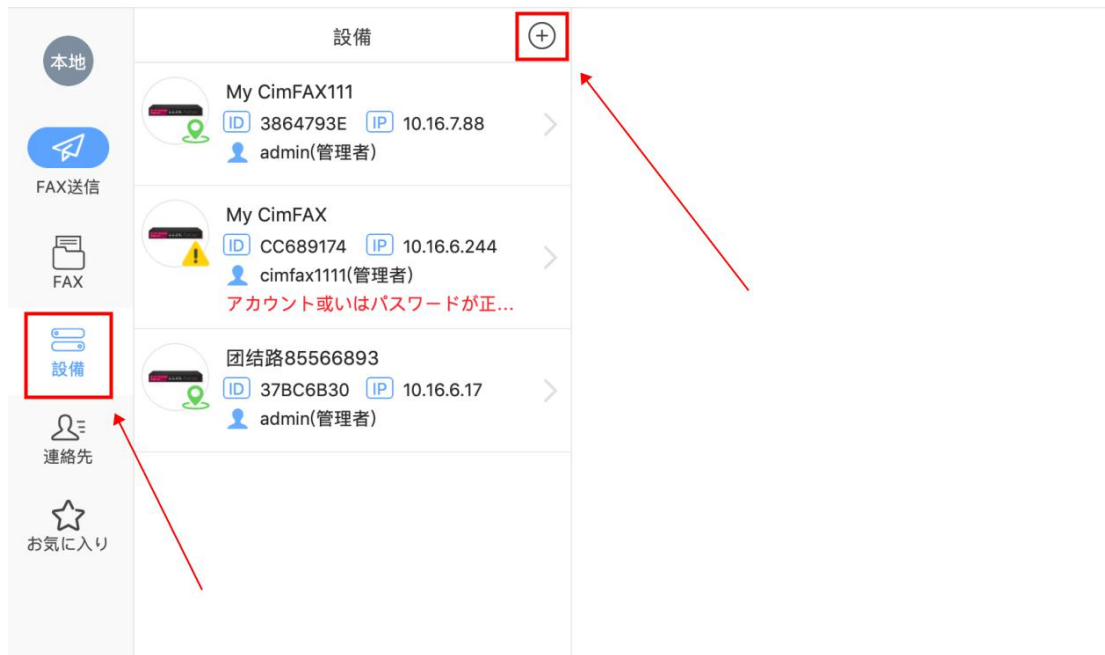 本地
FAX送信
FAX
設備
連絡先
お気に入り
設備
My CimFAX111
ID 3864793E IP 10.16.7.88
admin(管理者)
My CimFAX
ID CC689174 IP 10.16.6.244
cimfax1111(管理者)
アカウント或いはパスワードが正...
团结路85566893
ID 37BC6B30 IP 10.16.6.17
admin(管理者)